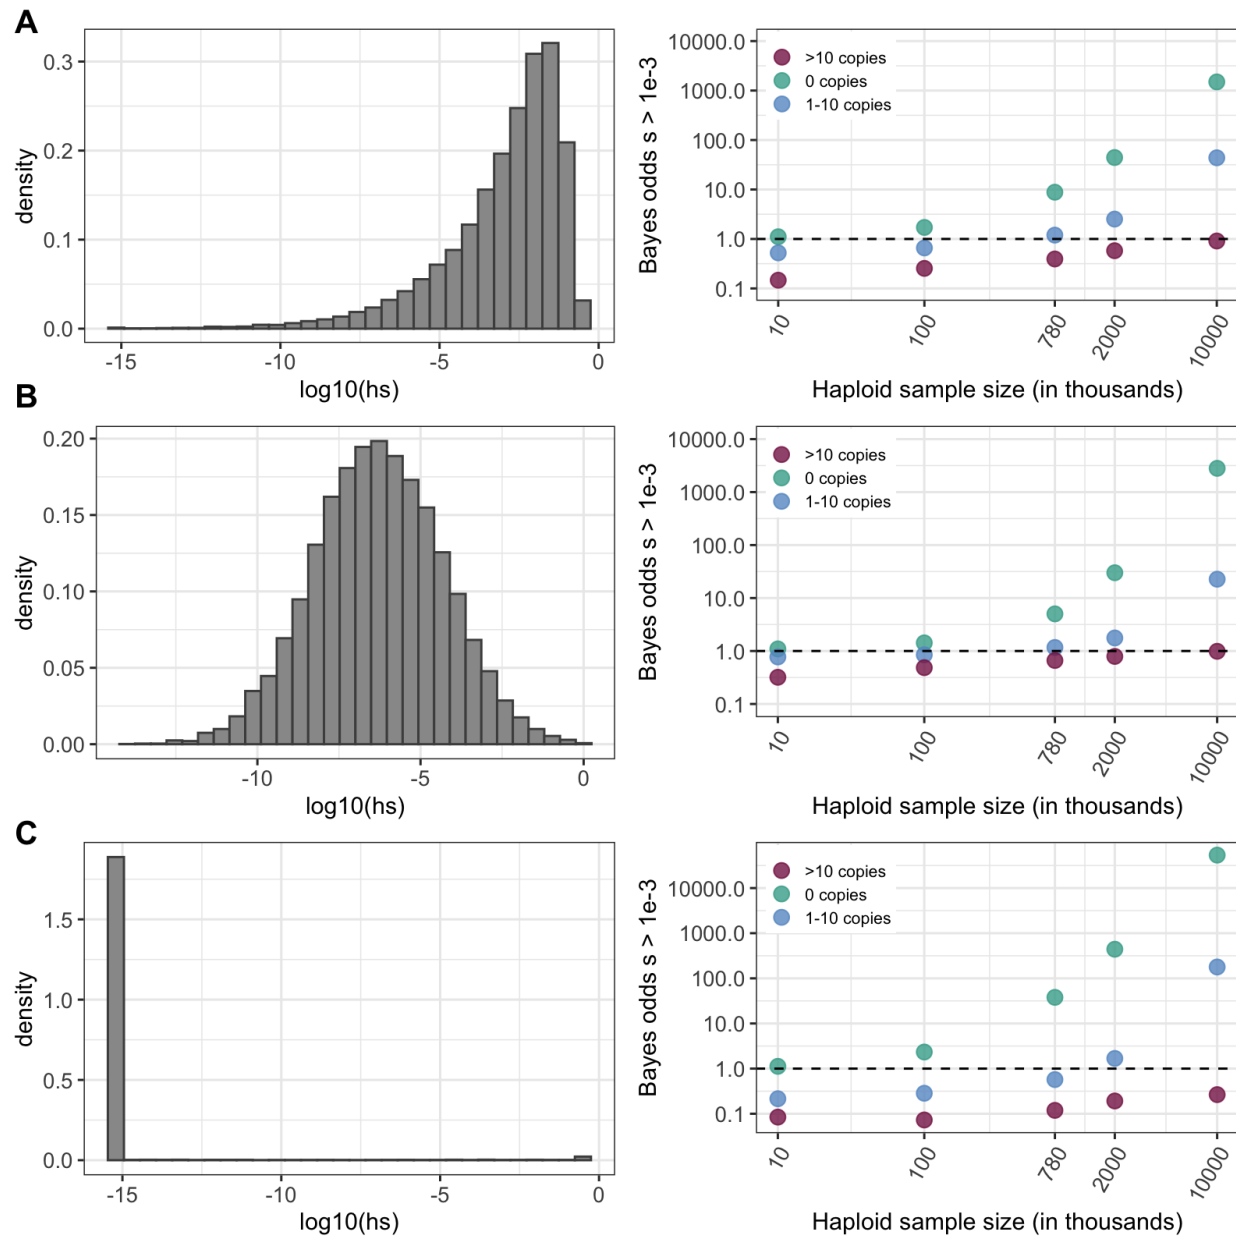 A
density
0.3
0.2
0.1
0.0
-15
-10
-5
0
log10(hs)
Bayes odds s > 1e-3
10000.0
1000.0
100.0
10.0
1.0
0.1
>10 copies
0 copies
1-10 copies
10
100
780
2000
10000
Haploid sample size (in thousands)
B
density
0.20
0.15
0.10
0.05
0.00
-10
-5
0
log10(hs)
Bayes odds s > 1e-3
10000.0
1000.0
100.0
10.0
1.0
0.1
>10 copies
0 copies
1-10 copies
10
100
780
2000
10000
Haploid sample size (in thousands)
C
density
1.5
1.0
0.5
0.0
-15
-10
-5
0
log10(hs)
Bayes odds s > 1e-3
10000.0
1000.0
100.0
10.0
1.0
0.1
>10 copies
0 copies
1-10 copies
10
100
780
2000
10000
Haploid sample size (in thousands)